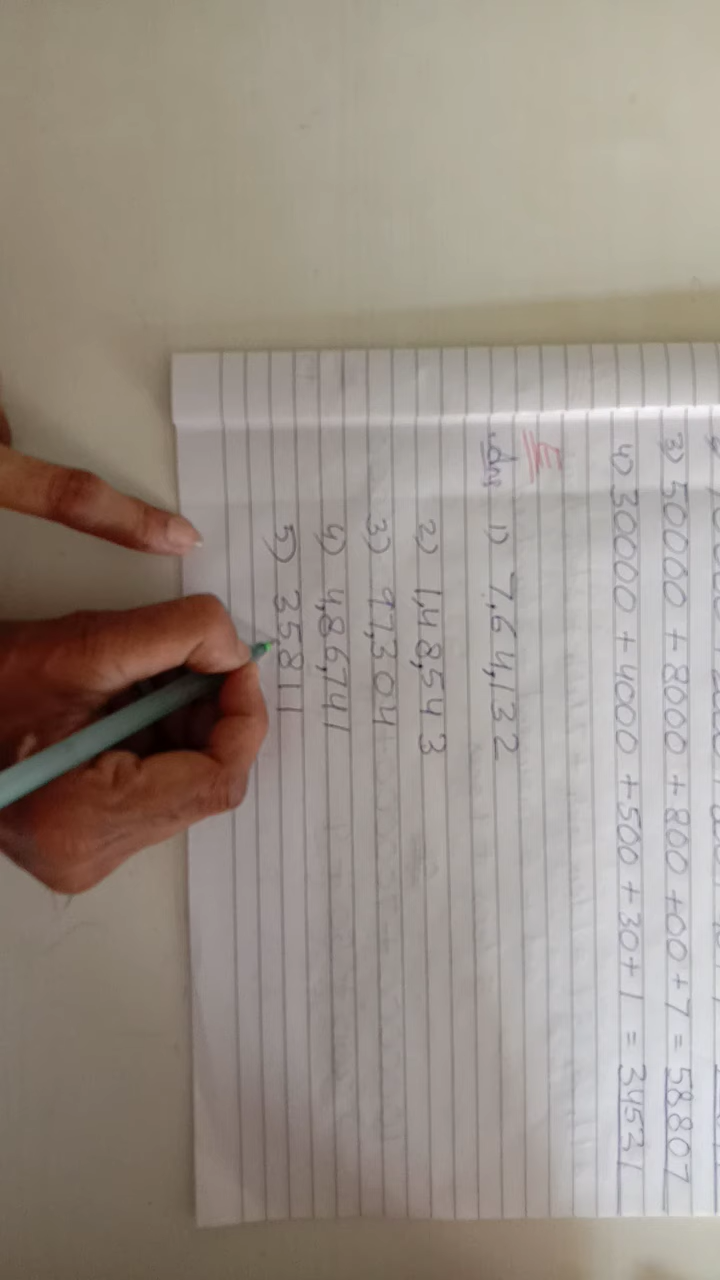 3) 50000 + 8000 + 800 + 00 + 7 = 58807
4) 30000 + 4000 + 500 + 30 + 1 = 34531
E
Ans 1) 7,64,132
2) 1,48,543
3) 97,304
4) 4,86,741
5) 35811